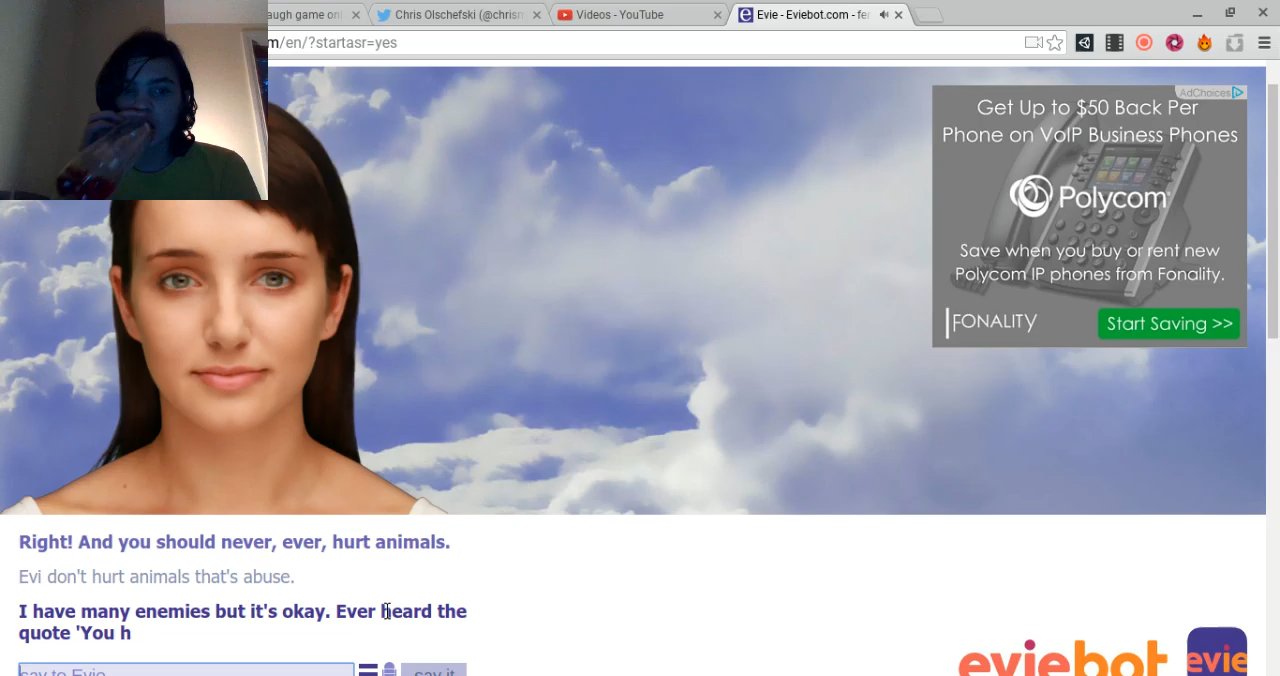 augh game onl
Chris Olschefski (@chrisn
Videos - YouTube
Evie - Eviebot.com - fer
m/en/?startasr=yes
AdChoices
Get Up to $50 Back Per
Phone on VoIP Business Phones
Polycom
Save when you buy or rent new
Polycom IP phones from Fonality.
FONALITY
Start Saving >>
Right! And you should never, ever, hurt animals.
Evi don't hurt animals that's abuse.
I have many enemies but it's okay. Ever heard the
quote 'You h
say to Evie
say it
eviebot
evie